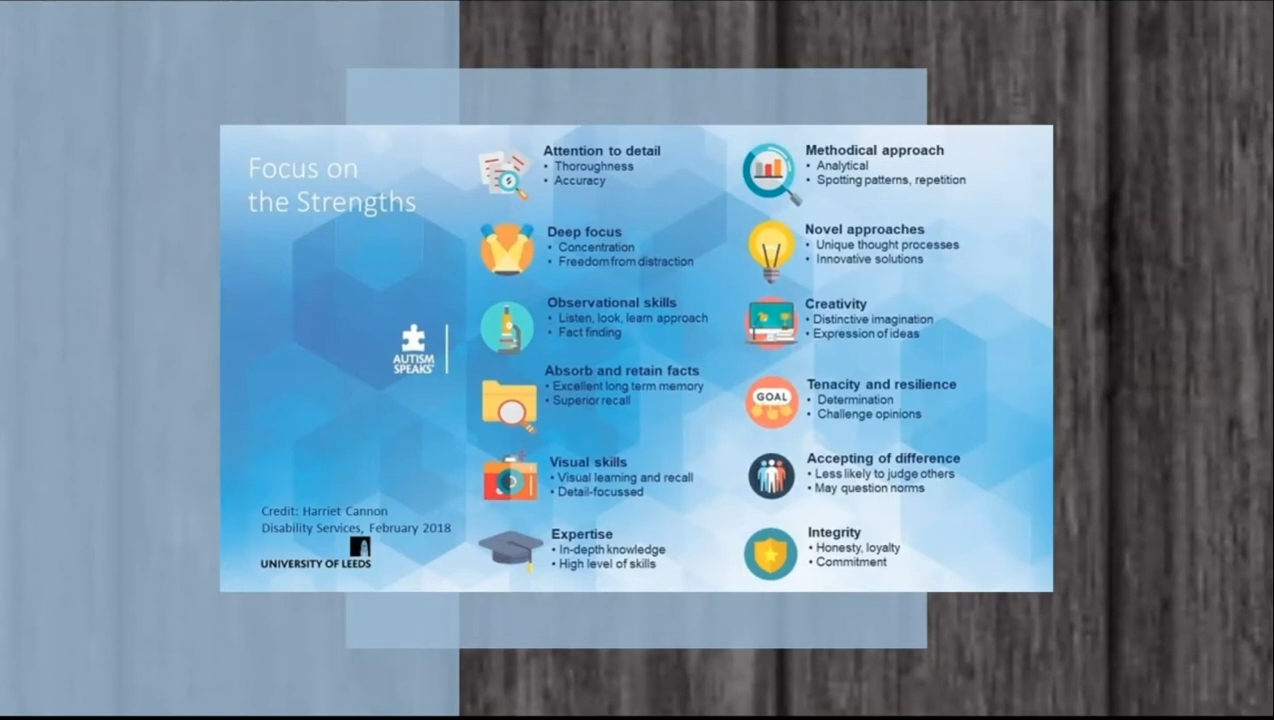 Focus on
the Strengths
AUTISM
SPEAKS
Credit: Harriet Cannon
Disability Services, February 2018
UNIVERSITY OF LEEDS
Attention to detail
• Thoroughness
• Accuracy
Deep focus
• Concentration
• Freedom from distraction
Observational skills
• Listen, look, learn approach
• Fact finding
Absorb and retain facts
• Excellent long term memory
• Superior recall
Visual skills
• Visual learning and recall
• Detail-focussed
Expertise
• In-depth knowledge
• High level of skills
Methodical approach
• Analytical
• Spotting patterns, repetition
Novel approaches
• Unique thought processes
• Innovative solutions
Creativity
• Distinctive imagination
• Expression of ideas
GOAL
Tenacity and resilience
• Determination
• Challenge opinions
Accepting of difference
• Less likely to judge others
• May question norms
Integrity
• Honesty, loyalty
• Commitment